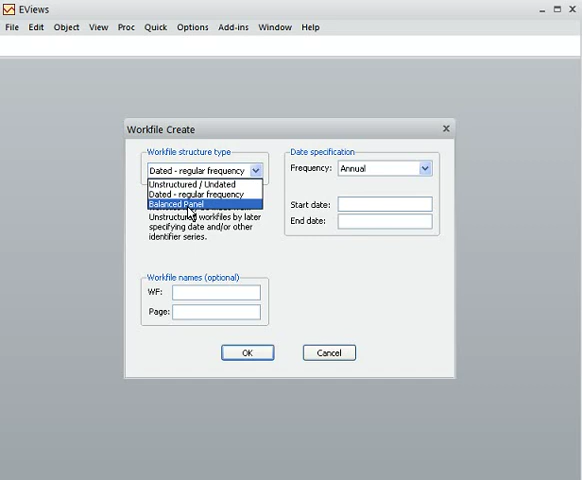 EViews
File Edit Object View Proc Quick Options Add-ins Window Help
Workfile Create
Workfile structure type
Dated - regular frequency
Unstructured / Undated
Dated - regular frequency
Balanced Panel
Unstructured workfiles by later
specifying date and/or other
identifier series.
Date specification
Frequency: Annual
Start date:
End date:
Workfile names (optional)
WF:
Page:
OK Cancel